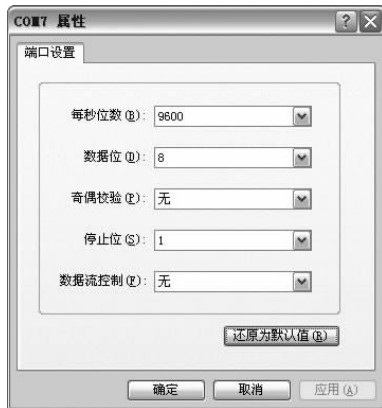 COM7 属性
端口设置
每秒位数(B): 9600
数据位(D): 8
奇偶校验(P): 无
停止位(S): 1
数据流控制(F): 无
还原为默认值(R)
确定 取消 应用(A)